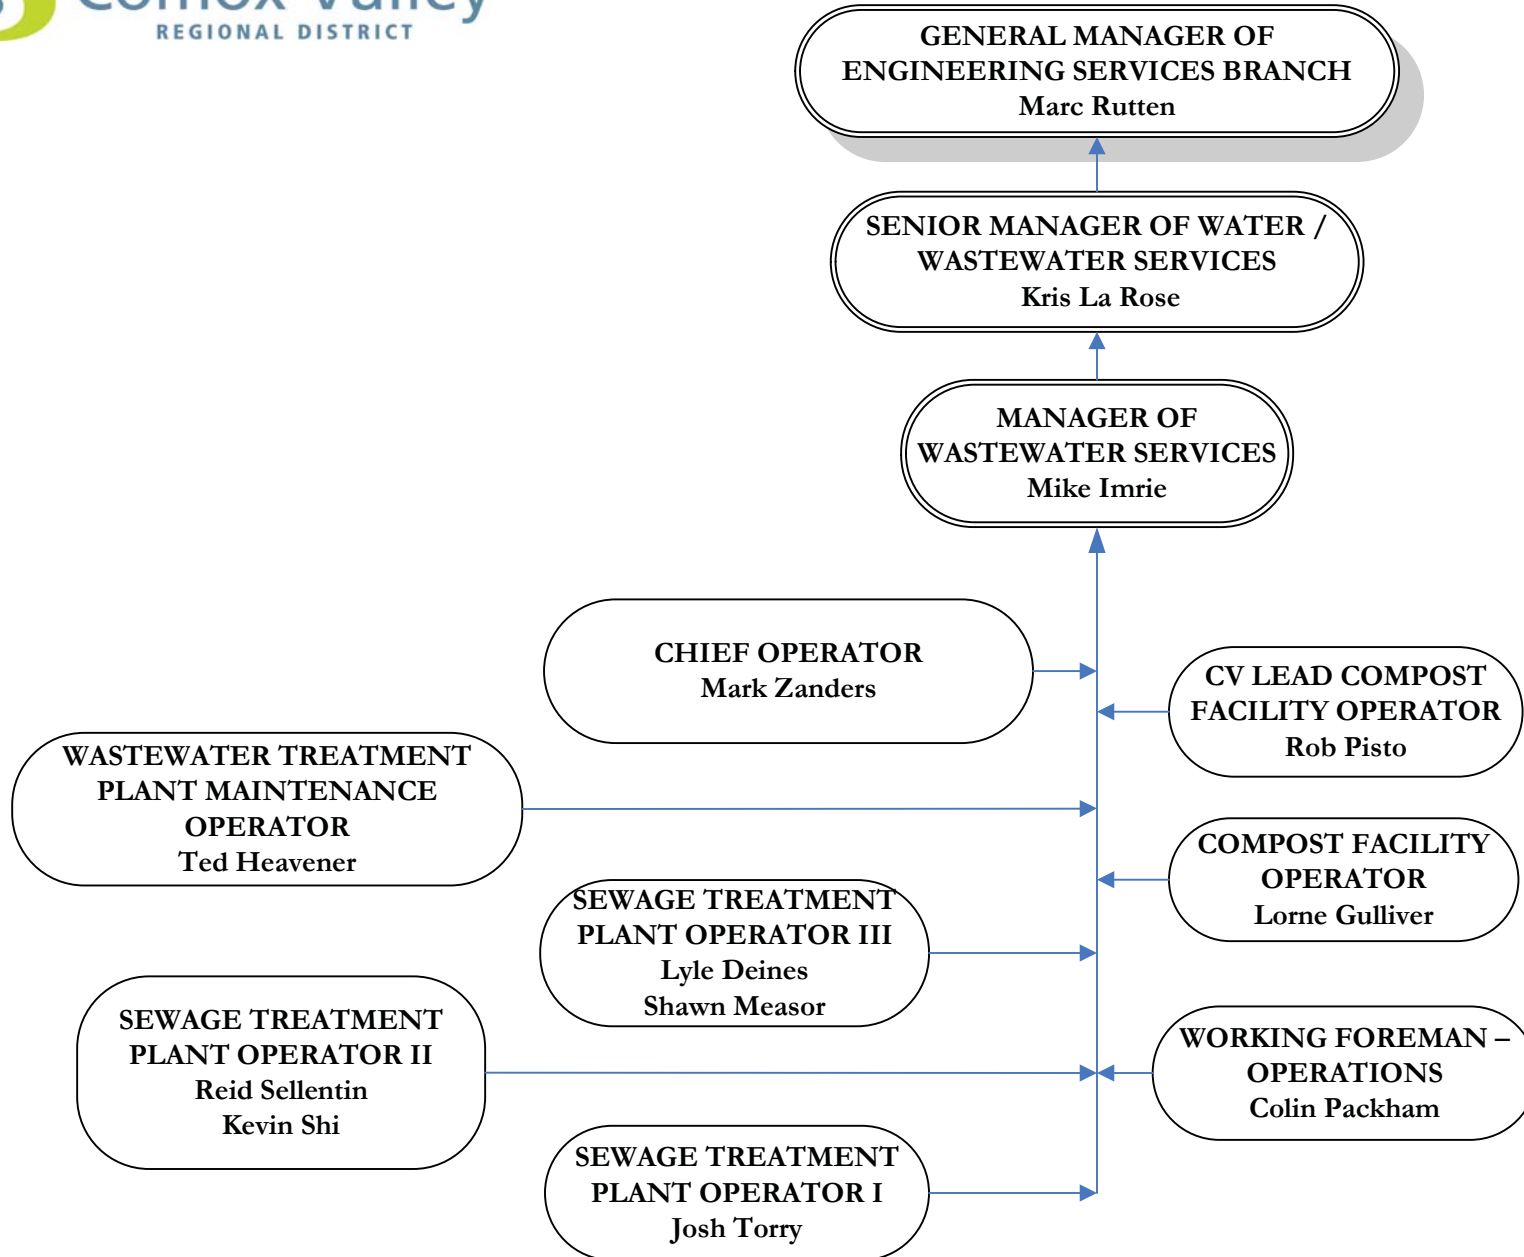 Comox Valley
REGIONAL DISTRICT
GENERAL MANAGER OF
ENGINEERING SERVICES BRANCH
Marc Rutten
SENIOR MANAGER OF WATER /
WASTEWATER SERVICES
Kris La Rose
MANAGER OF
WASTEWATER SERVICES
Mike Imrie
CHIEF OPERATOR
Mark Zanders
CV LEAD COMPOST
FACILITY OPERATOR
Rob Pisto
WASTEWATER TREATMENT
PLANT MAINTENANCE
OPERATOR
Ted Heavener
COMPOST FACILITY
OPERATOR
Lorne Gulliver
SEWAGE TREATMENT
PLANT OPERATOR III
Lyle Deines
Shawn Measor
SEWAGE TREATMENT
PLANT OPERATOR II
Reid Sellentin
Kevin Shi
WORKING FOREMAN –
OPERATIONS
Colin Packham
SEWAGE TREATMENT
PLANT OPERATOR I
Josh Torry